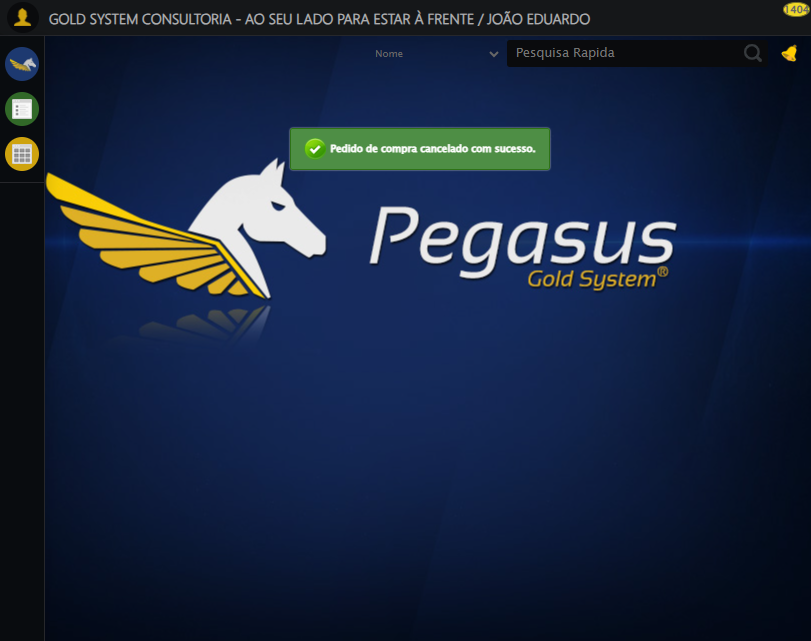 GOLD SYSTEM CONSULTORIA - AO SEU LADO PARA ESTAR À FRENTE / JOÃO EDUARDO
1404
Nome
Pesquisa Rapida
Pedido de compra cancelado com sucesso.
Pegasus
Gold System®